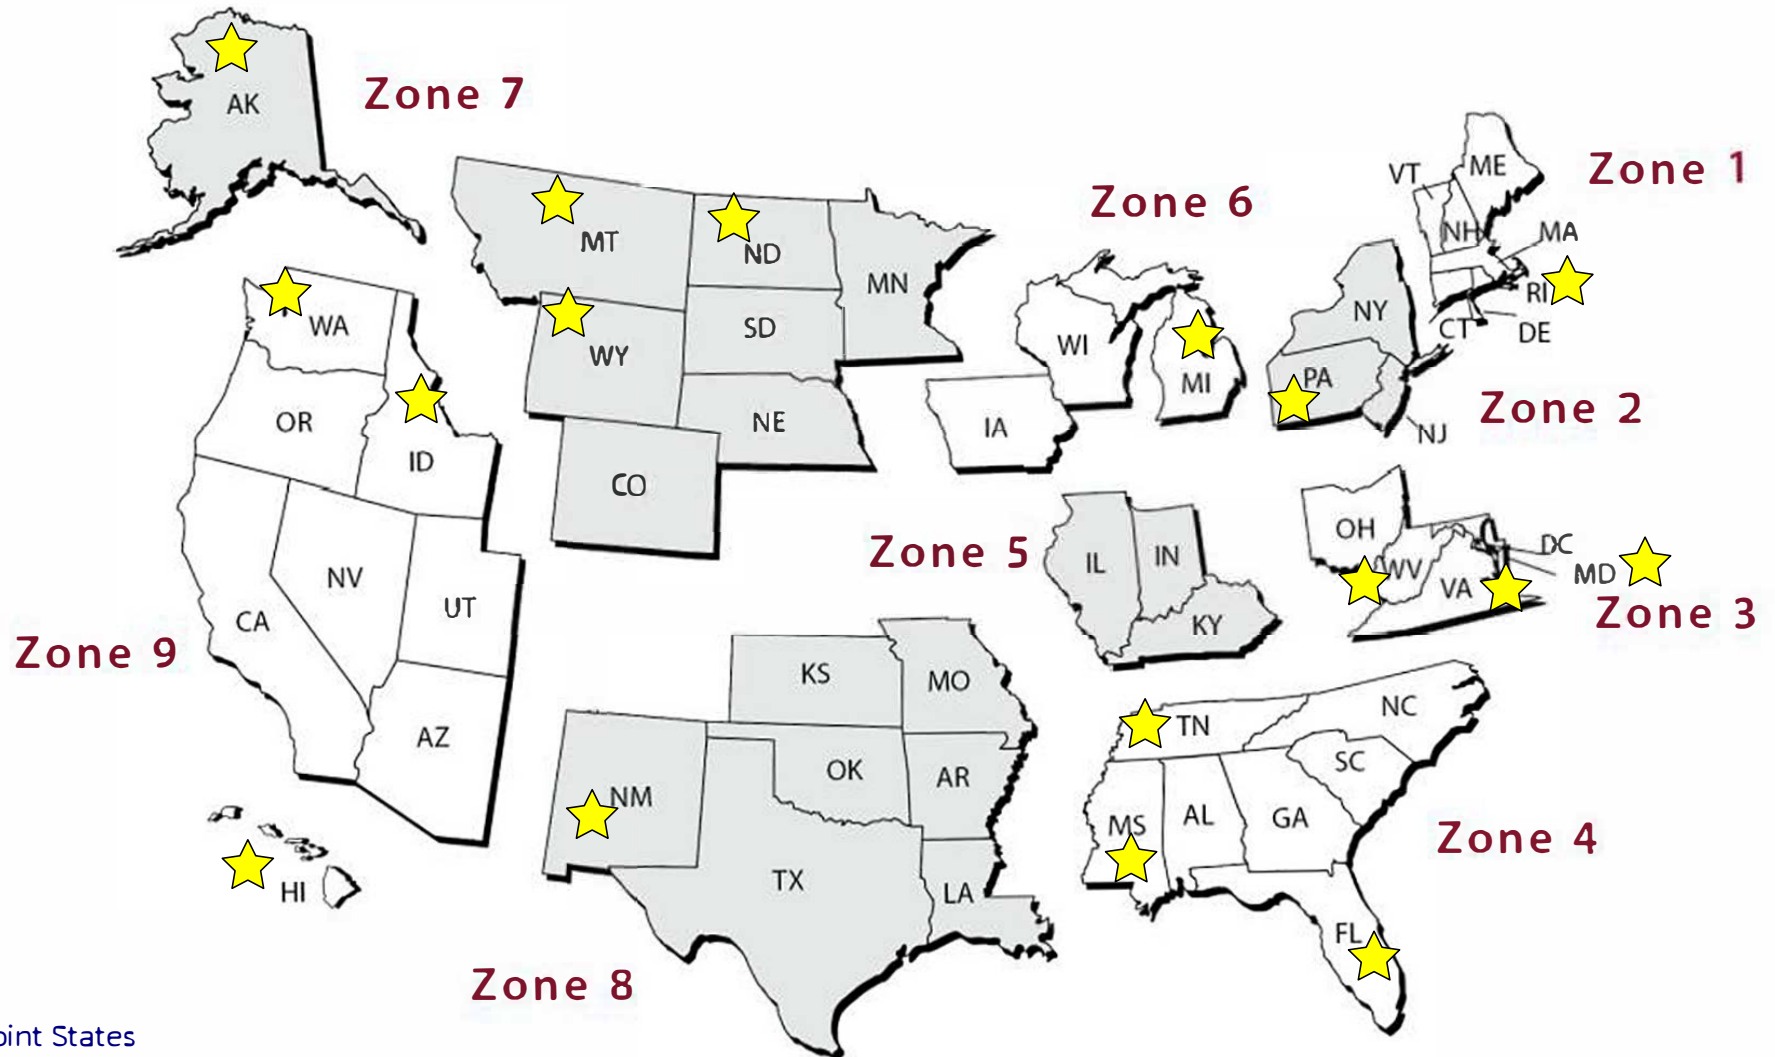 AK
Zone 7
ME
VT
Zone 1
Zone 6
NH
MA
MT
ND
MN
RI
NY
WA
SD
CT
DE
WI
WY
PA
MI
Zone 2
OR
NE
IA
NJ
ID
CO
OH
DC
Zone 5
IL
IN
WV
MD
NV
VA
UT
Zone 3
CA
KY
Zone 9
KS
MO
NC
TN
AZ
SC
OK
AR
NM
AL
GA
MS
Zone 4
TX
HI
LA
FL
Zone 8
oint States